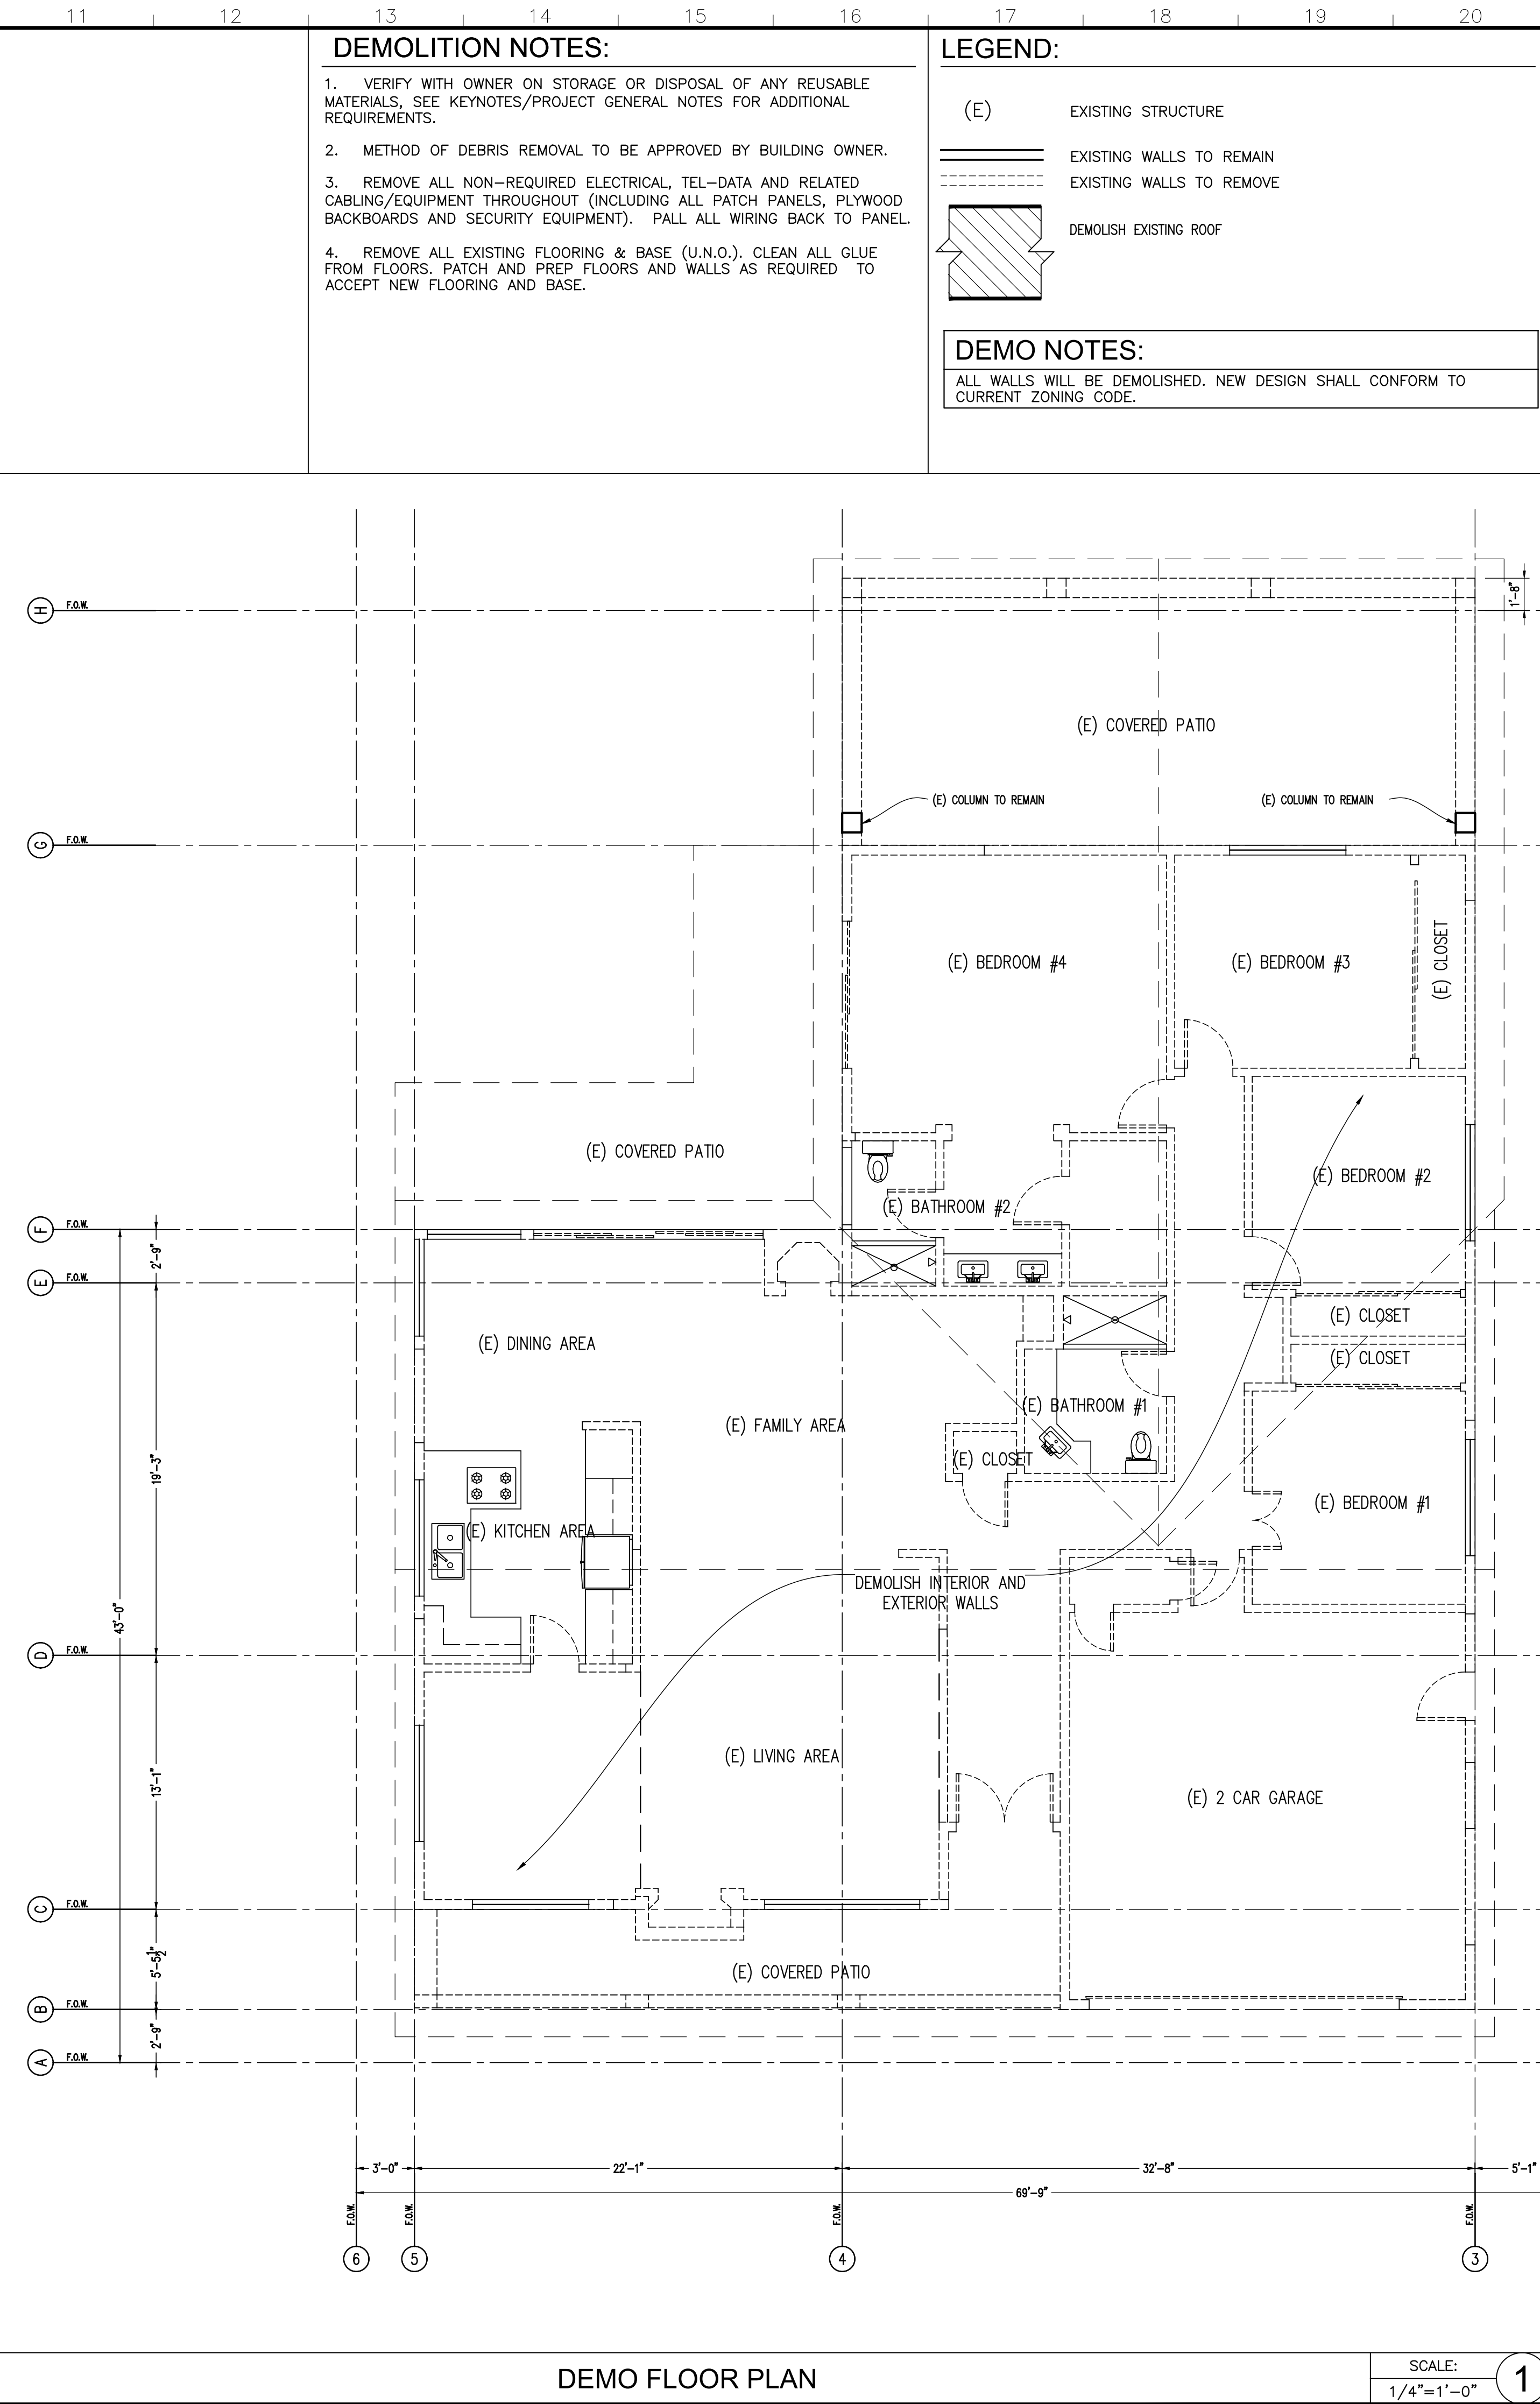 11 12 13 14 15 16 17 18 19 20
DEMOLITION NOTES:
1. VERIFY WITH OWNER ON STORAGE OR DISPOSAL OF ANY REUSABLE
MATERIALS, SEE KEYNOTES/PROJECT GENERAL NOTES FOR ADDITIONAL
REQUIREMENTS.
2. METHOD OF DEBRIS REMOVAL TO BE APPROVED BY BUILDING OWNER.
3. REMOVE ALL NON-REQUIRED ELECTRICAL, TEL-DATA AND RELATED
CABLING/EQUIPMENT THROUGHOUT (INCLUDING ALL PATCH PANELS, PLYWOOD
BACKBOARDS AND SECURITY EQUIPMENT). PALL ALL WIRING BACK TO PANEL.
4. REMOVE ALL EXISTING FLOORING & BASE (U.N.O.). CLEAN ALL GLUE
FROM FLOORS. PATCH AND PREP FLOORS AND WALLS AS REQUIRED TO
ACCEPT NEW FLOORING AND BASE.
LEGEND:
(E) EXISTING STRUCTURE
EXISTING WALLS TO REMAIN
EXISTING WALLS TO REMOVE
DEMOLISH EXISTING ROOF
DEMO NOTES:
ALL WALLS WILL BE DEMOLISHED. NEW DESIGN SHALL CONFORM TO
CURRENT ZONING CODE.
H F.O.W.
1'-8"
(E) COVERED PATIO
(E) COLUMN TO REMAIN
(E) COLUMN TO REMAIN
G F.O.W.
(E) BEDROOM #4
(E) BEDROOM #3
(E) CLOSET
(E) COVERED PATIO
(E) BEDROOM #2
(E) BATHROOM #2
F F.O.W.
2'-9"
E F.O.W.
(E) CLOSET
(E) DINING AREA
(E) CLOSET
(E) BATHROOM #1
(E) FAMILY AREA
(E) CLOSET
19'-3"
(E) BEDROOM #1
(E) KITCHEN AREA
DEMOLISH INTERIOR AND
EXTERIOR WALLS
43'-0"
D F.O.W.
(E) LIVING AREA
13'-1"
(E) 2 CAR GARAGE
C F.O.W.
5'-5½"
(E) COVERED PATIO
B F.O.W.
2'-9"
A F.O.W.
3'-0" 22'-1" 32'-8" 5'-1"
69'-9"
F.O.W. F.O.W. F.O.W. F.O.W.
6 5 4 3
DEMO FLOOR PLAN
SCALE:
1/4"=1'-0"
1